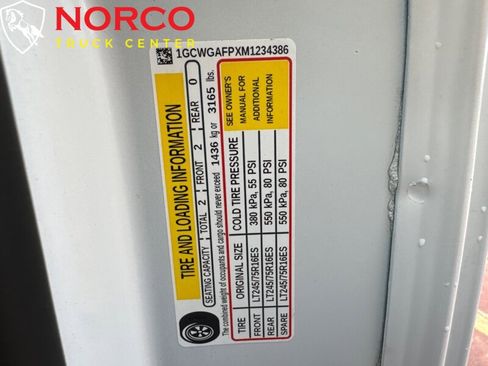 NORCO
TRUCK CENTER
1GCWGAFPXM1234386
TIRE AND LOADING INFORMATION
SEATING CAPACITY | TOTAL 2 | FRONT 2 | REAR 0
The combined weight of occupants and cargo should never exceed 1436 kg or 3165 lbs.
TIRE ORIGINAL SIZE COLD TIRE PRESSURE
FRONT LT245/75R16ES 380 kPa, 55 PSI
REAR LT245/75R16ES 550 kPa, 80 PSI
SPARE LT245/75R16ES 550 kPa, 80 PSI
SEE OWNER'S
MANUAL FOR
ADDITIONAL
INFORMATION